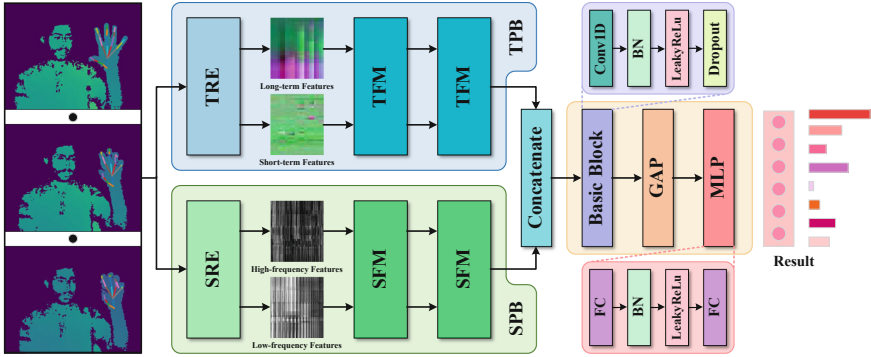 TPB
TRE
Long-term Features
Short-term Features
TFM
TFM
SRE
High-frequency Features
Low-frequency Features
SFM
SFM
SPB
Concatenate
Conv1D
BN
LeakyReLu
Dropout
Basic Block
GAP
MLP
FC
BN
LeakyReLu
FC
Result